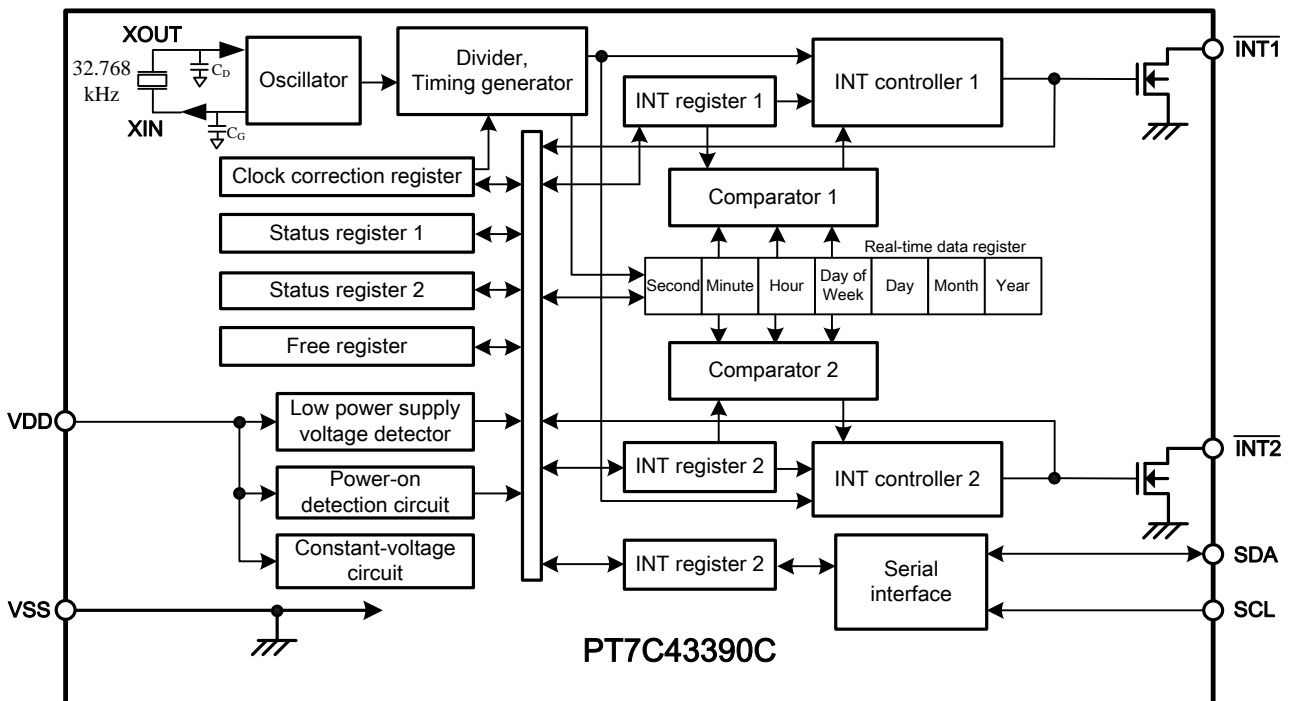 XOUT
32.768
kHz
XIN
C_D
C_G
Oscillator
Divider,
Timing generator
INT register 1
INT controller 1
INT1
Clock correction register
Comparator 1
Status register 1
Real-time data register
Second
Minute
Hour
Day of
Week
Day
Month
Year
Status register 2
Free register
Comparator 2
VDD
Low power supply
voltage detector
INT2
INT register 2
INT controller 2
Power-on
detection circuit
Constant-voltage
circuit
INT register 2
Serial
interface
SDA
SCL
VSS
PT7C43390C